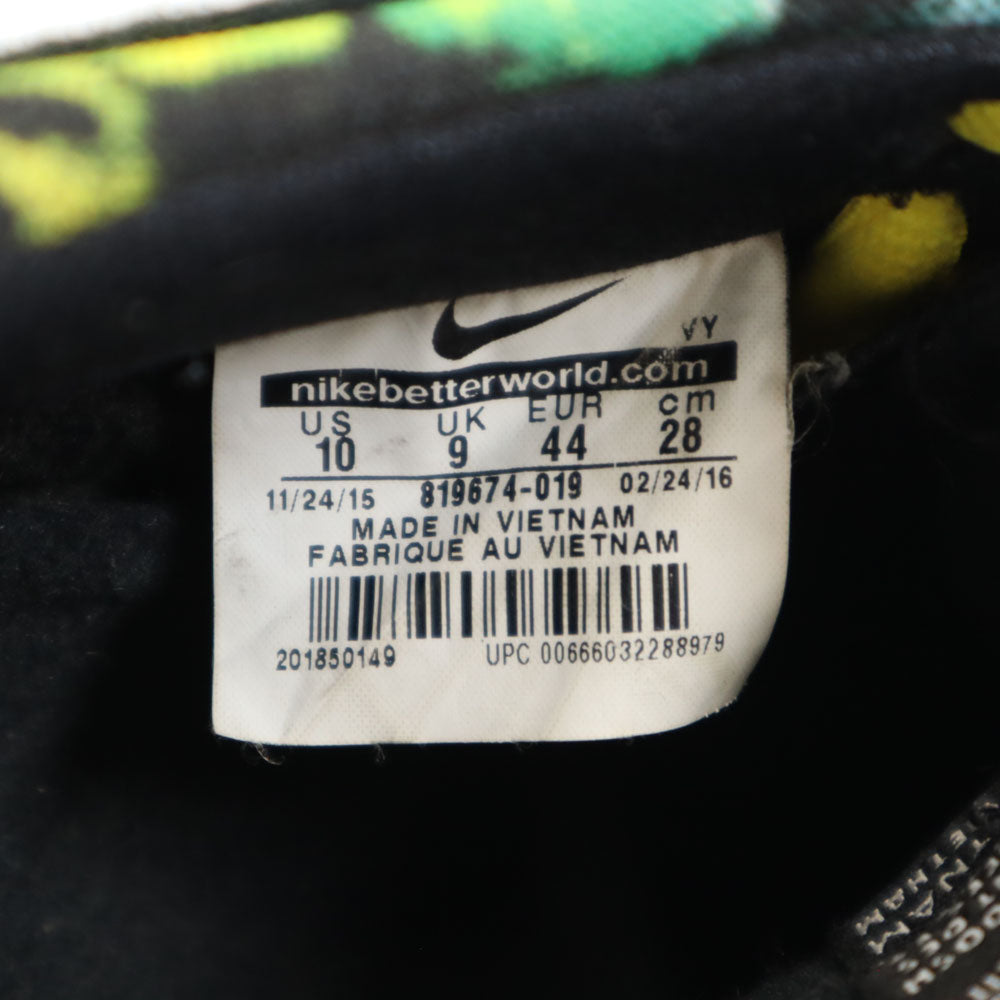 VY
nikebetterworld.com
US UK EUR cm
10 9 44 28
11/24/15 819674-019 02/24/16
MADE IN VIETNAM
FABRIQUE AU VIETNAM
201850149 UPC 00666032288979